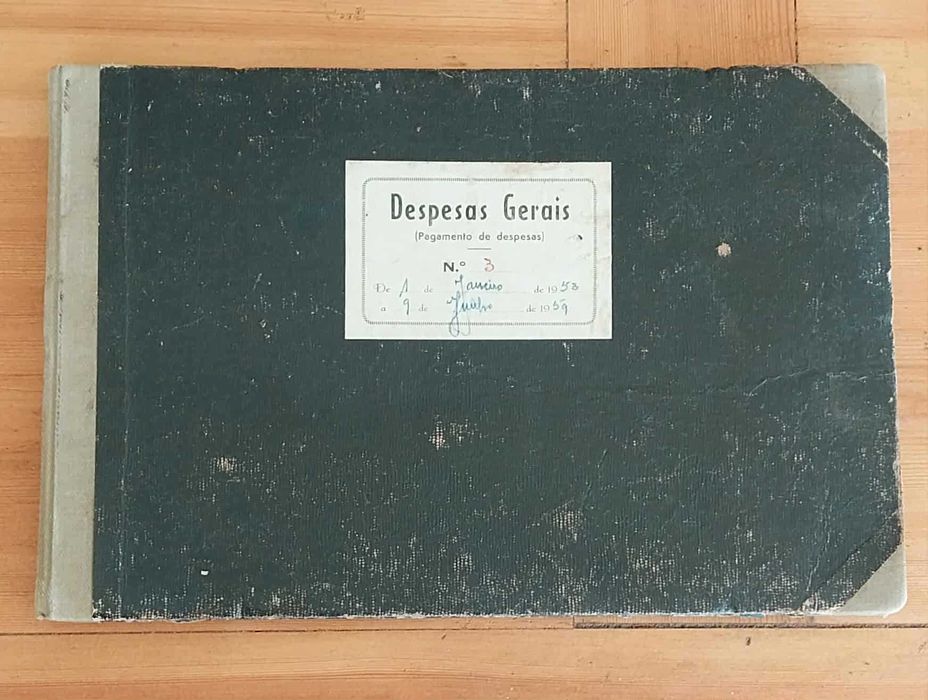 Despesas Gerais
(Pagamento de despesas)
N.º 3
De 1 de Janeiro de 1958
a 9 de Julho de 1959